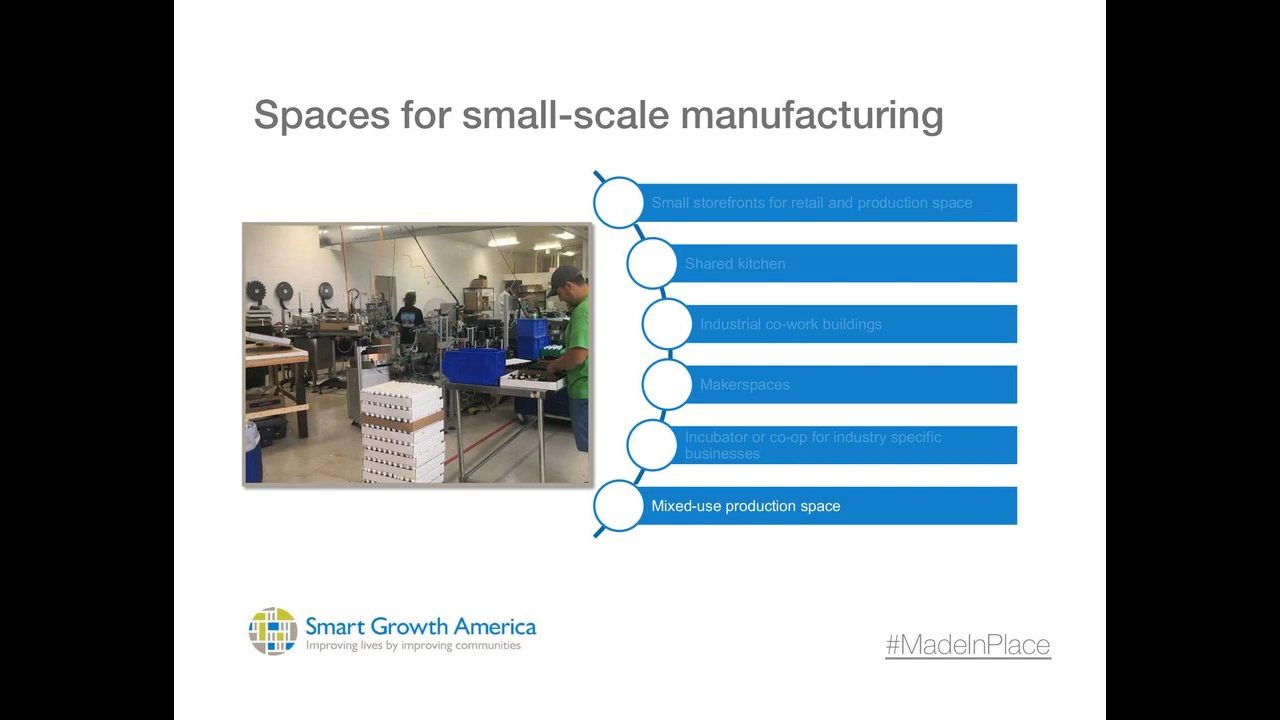 Spaces for small-scale manufacturing
Small storefronts for retail and production space
Shared kitchen
Industrial co-work buildings
Makerspaces
Incubator or co-op for industry specific
businesses
Mixed-use production space
Smart Growth America
Improving lives by improving communities
#MadeInPlace